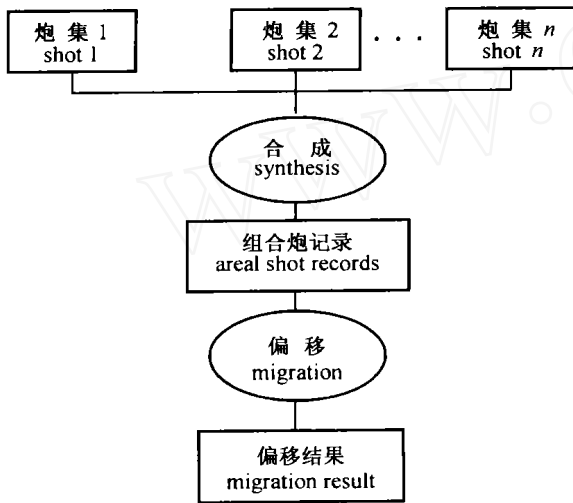 炮 集 1
shot 1
炮 集 2
shot 2
· · ·
炮 集 n
shot n
合 成
synthesis
组合炮记录
areal shot records
偏 移
migration
偏移结果
migration result
www.